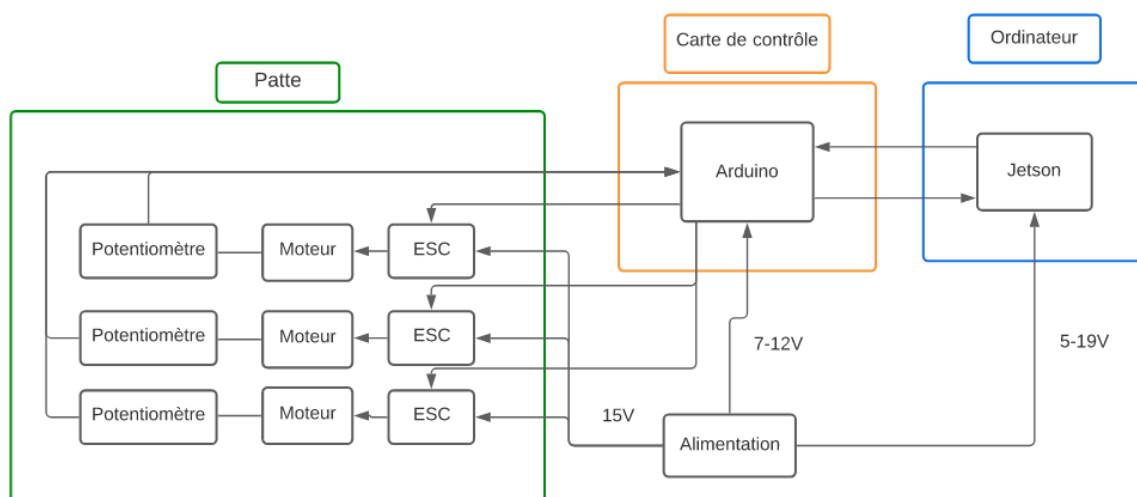 Carte de contrôle
Ordinateur
Patte
Arduino
Jetson
Potentiomètre
Moteur
ESC
Potentiomètre
Moteur
ESC
7-12V
5-19V
Potentiomètre
Moteur
ESC
15V
Alimentation